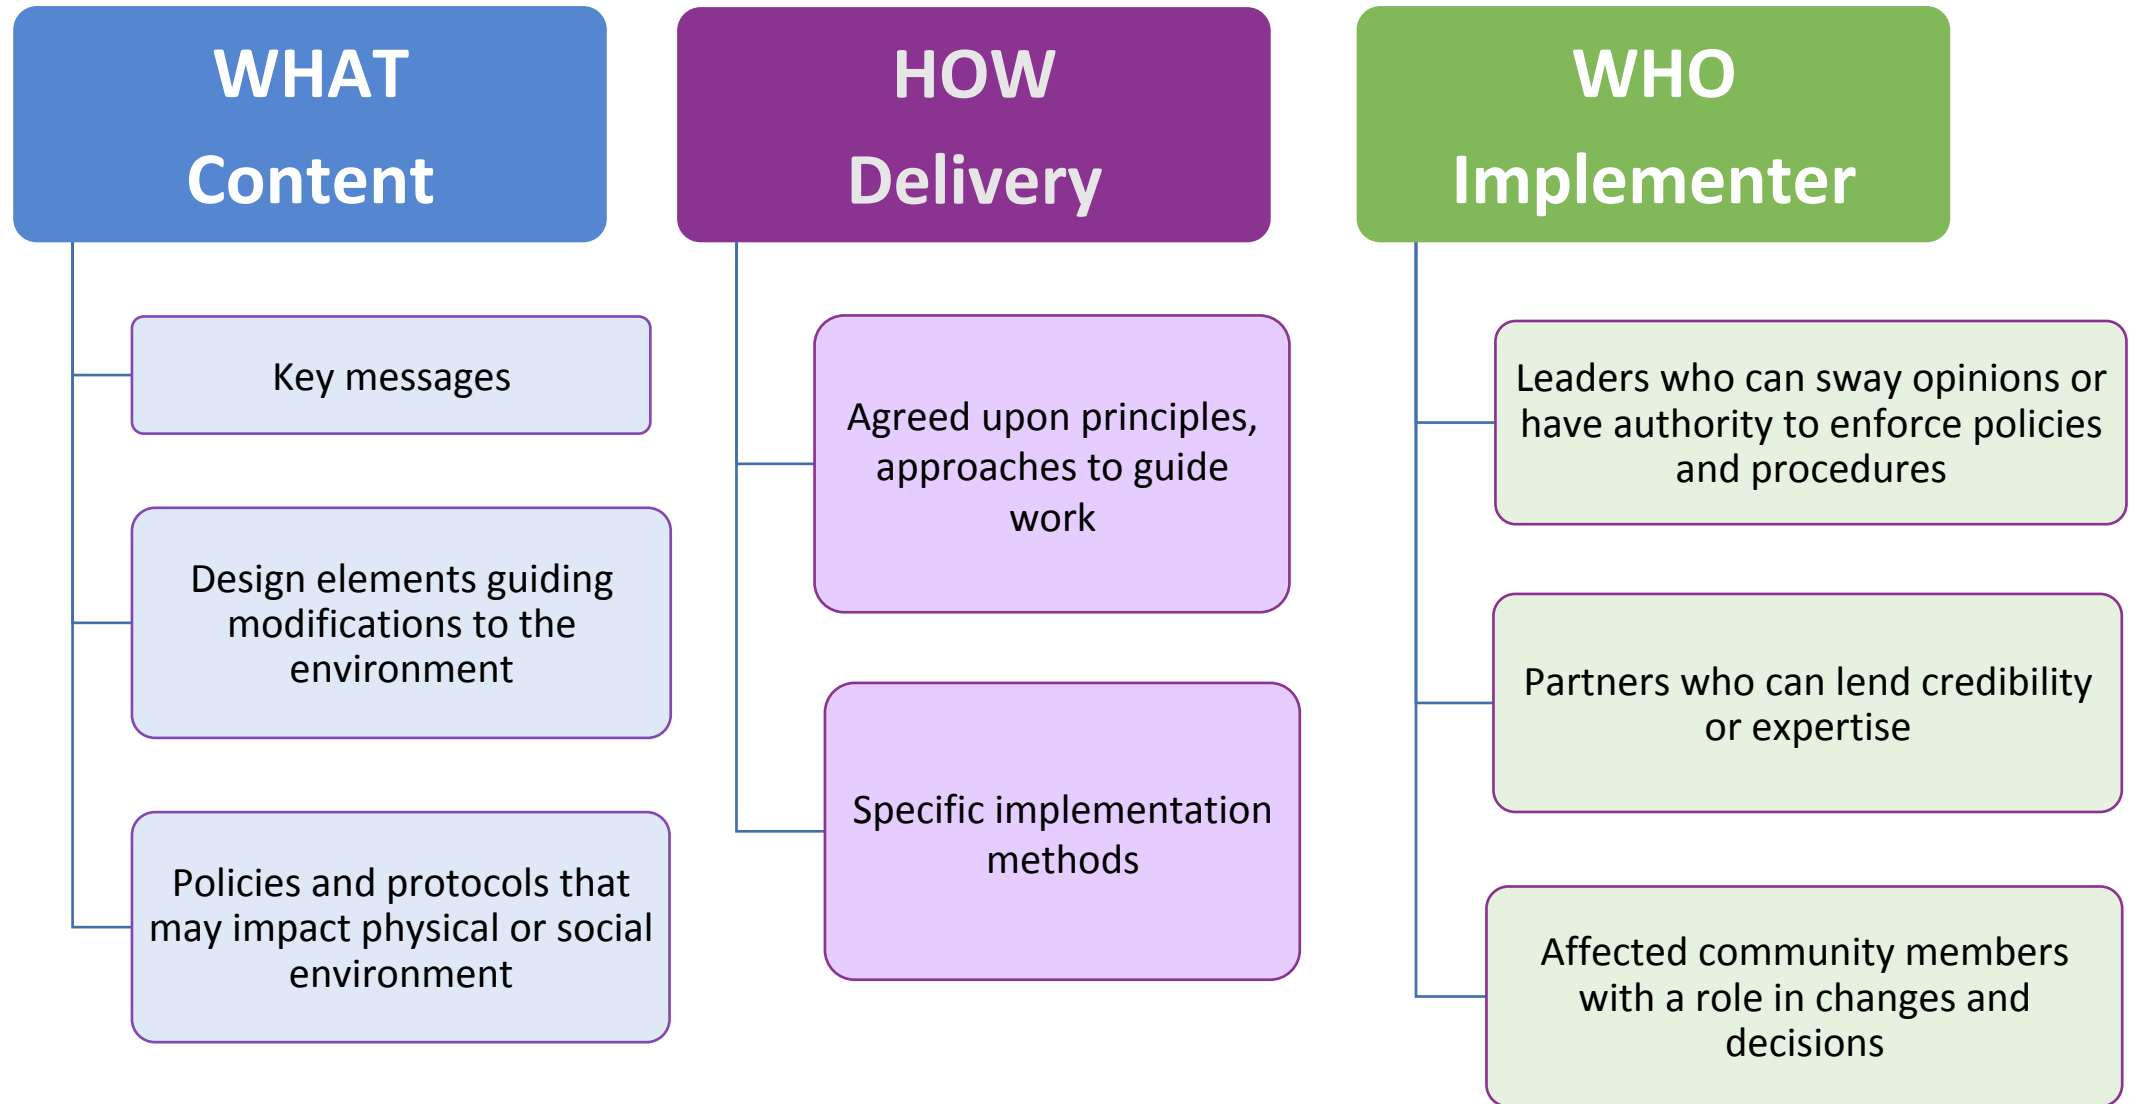 WHAT
Content
Key messages
Design elements guiding
modifications to the
environment
Policies and protocols that
may impact physical or social
environment
HOW
Delivery
Agreed upon principles,
approaches to guide
work
Specific implementation
methods
WHO
Implementer
Leaders who can sway opinions or
have authority to enforce policies
and procedures
Partners who can lend credibility
or expertise
Affected community members
with a role in changes and
decisions